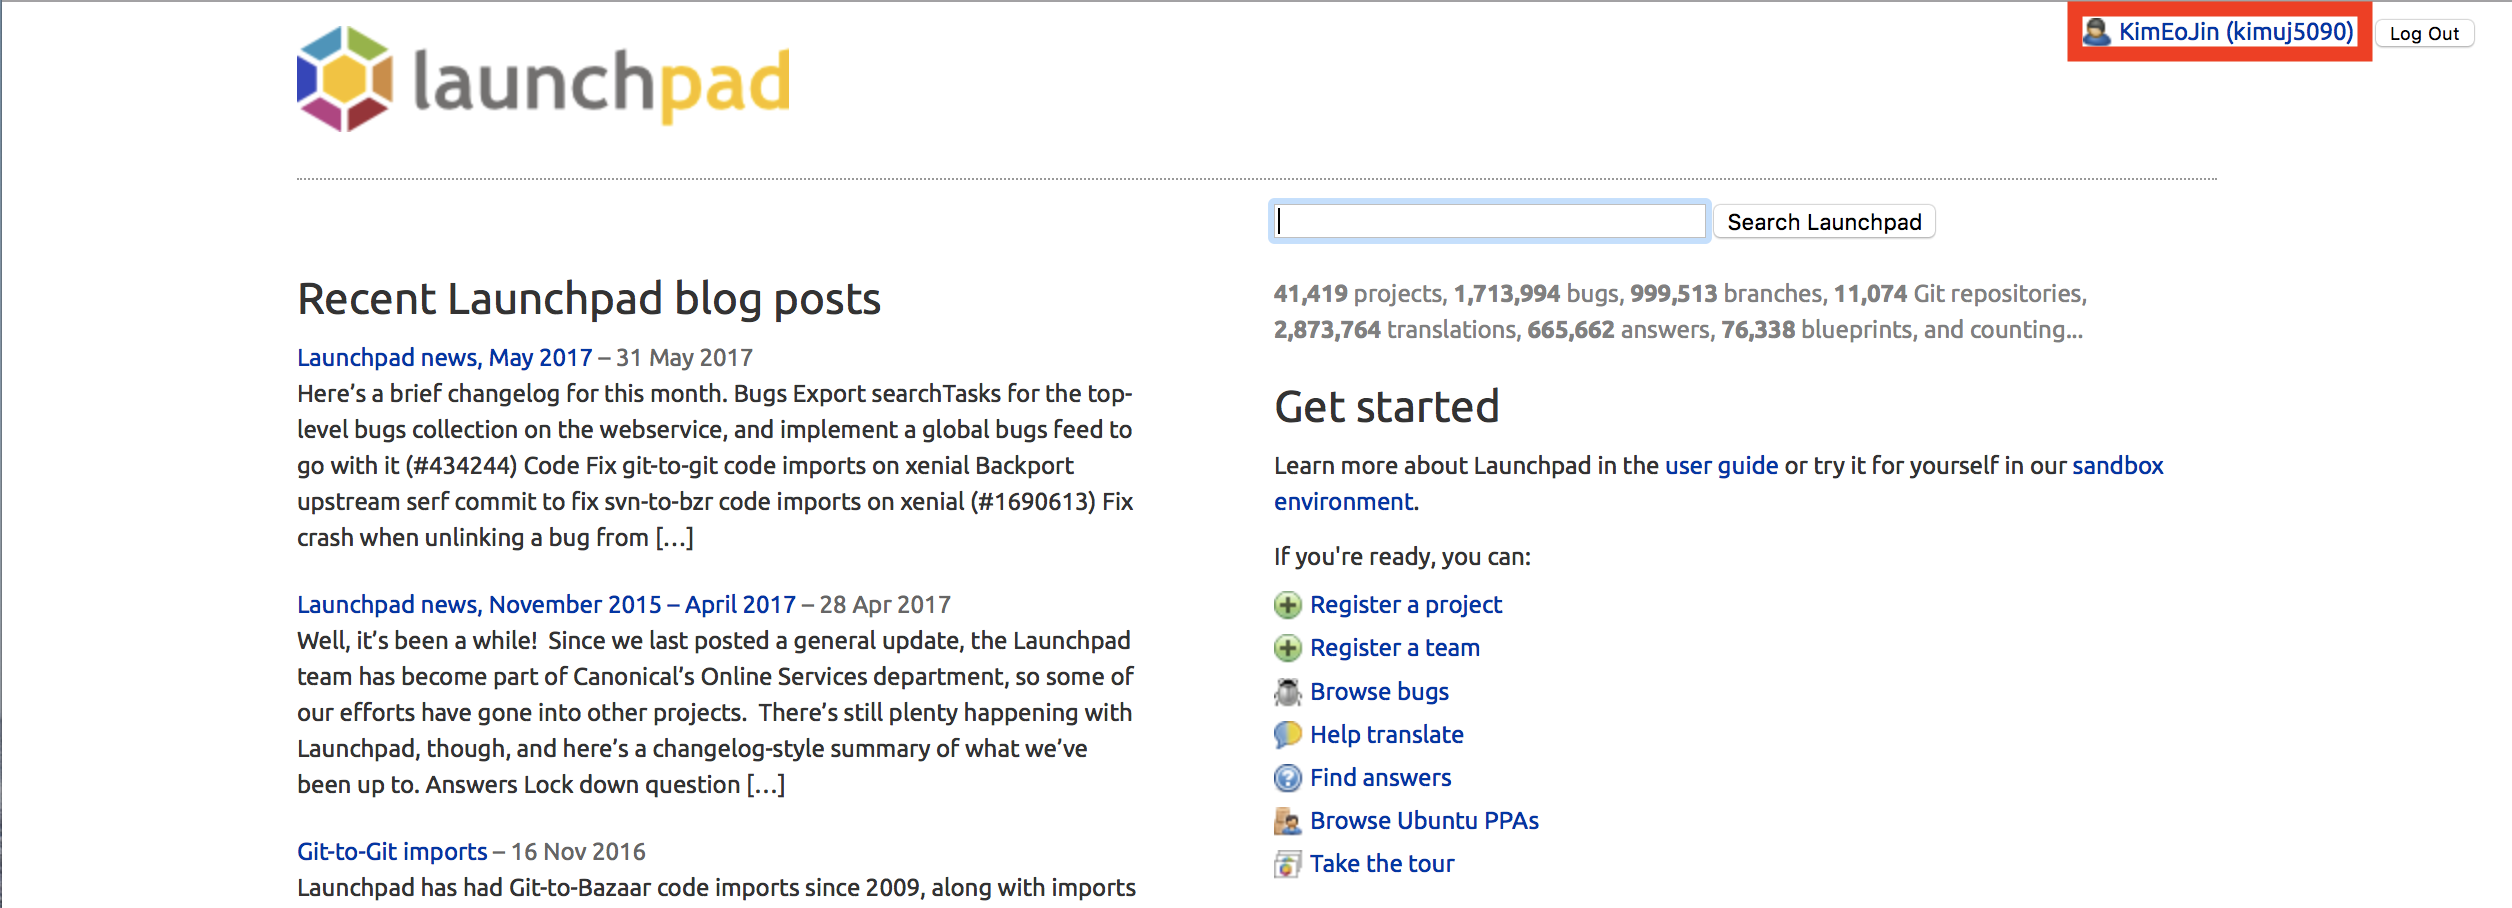 KimEoJin (kimuj5090)
Log Out
launchpad
Search Launchpad
Recent Launchpad blog posts
Launchpad news, May 2017 – 31 May 2017
Here’s a brief changelog for this month. Bugs Export searchTasks for the top-
level bugs collection on the webservice, and implement a global bugs feed to
go with it (#434244) Code Fix git-to-git code imports on xenial Backport
upstream serf commit to fix svn-to-bzr code imports on xenial (#1690613) Fix
crash when unlinking a bug from […]
Launchpad news, November 2015 – April 2017 – 28 Apr 2017
Well, it’s been a while!  Since we last posted a general update, the Launchpad
team has become part of Canonical’s Online Services department, so some of
our efforts have gone into other projects.  There’s still plenty happening with
Launchpad, though, and here’s a changelog-style summary of what we’ve
been up to. Answers Lock down question […]
Git-to-Git imports – 16 Nov 2016
Launchpad has had Git-to-Bazaar code imports since 2009, along with imports
41,419 projects, 1,713,994 bugs, 999,513 branches, 11,074 Git repositories,
2,873,764 translations, 665,662 answers, 76,338 blueprints, and counting...
Get started
Learn more about Launchpad in the user guide or try it for yourself in our sandbox
environment.
If you're ready, you can:
Register a project
Register a team
Browse bugs
Help translate
Find answers
Browse Ubuntu PPAs
Take the tour